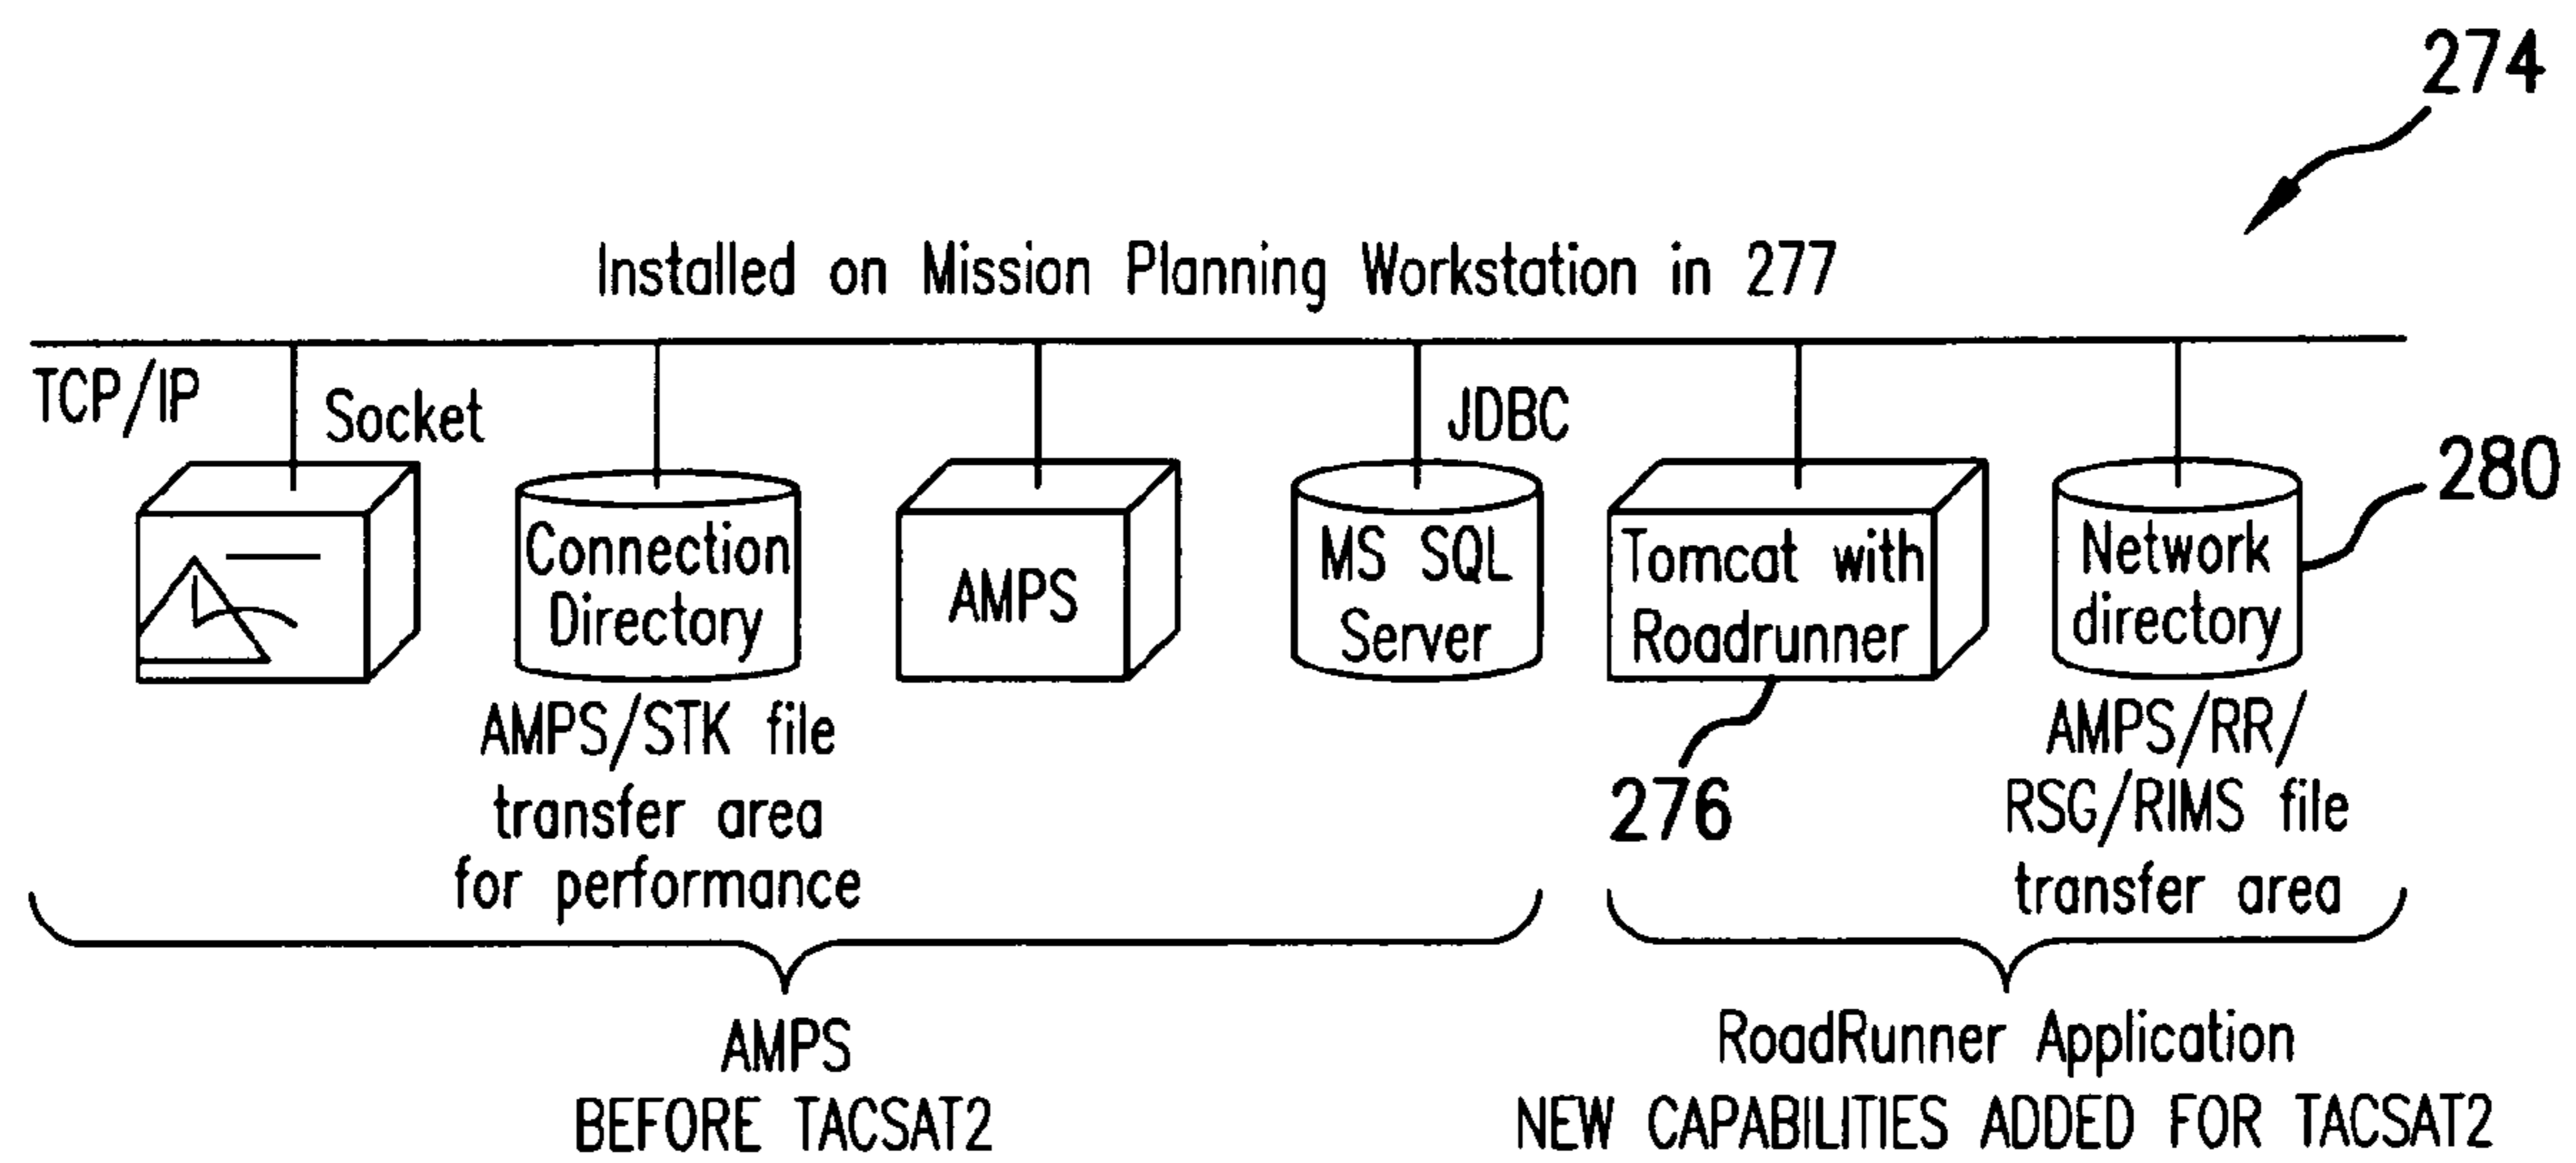 274
Installed on Mission Planning Workstation in 277
TCP/IP
Socket
JDBC
Connection
Directory
AMPS
MS SQL
Server
Tomcat with
Roadrunner
Network
directory
280
AMPS/STK file
transfer area
for performance
276
AMPS/RR/
RSG/RIMS file
transfer area
AMPS
BEFORE TACSAT2
RoadRunner Application
NEW CAPABILITIES ADDED FOR TACSAT2